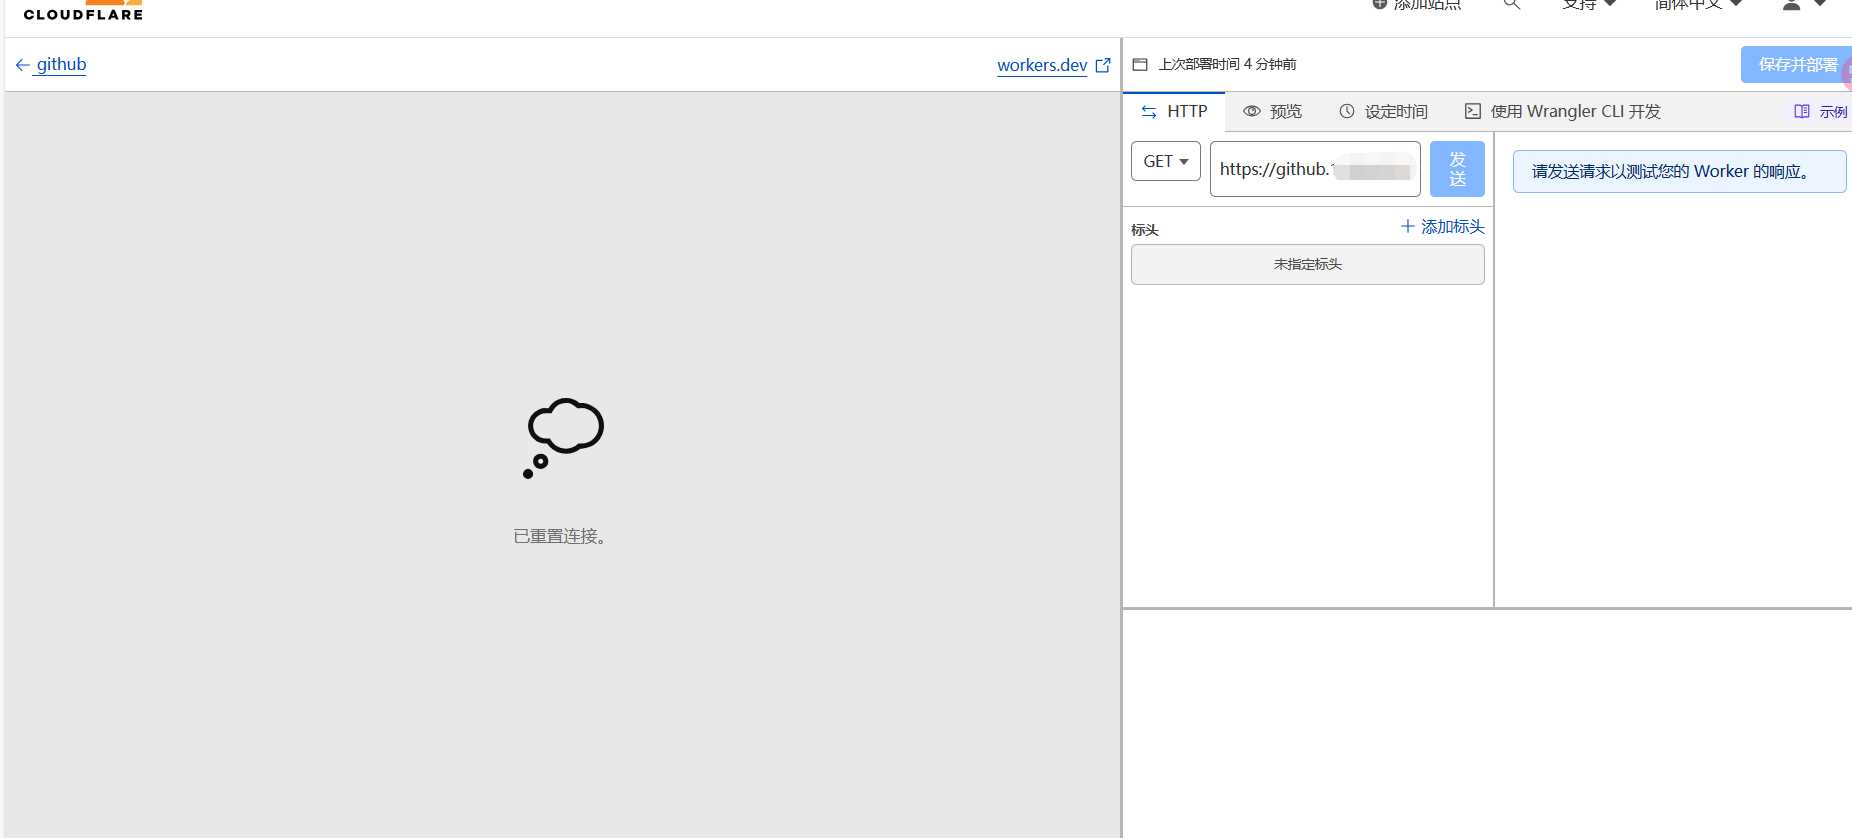 CLOUDFLARE
添加站点
支持
简体中文
github
workers.dev
上次部署时间 4 分钟前
保存并部署
HTTP
预览
设定时间
使用 Wrangler CLI 开发
示例
GET
https://github.
发送
请发送请求以测试您的 Worker 的响应。
标头
添加标头
未指定标头
已重置连接。